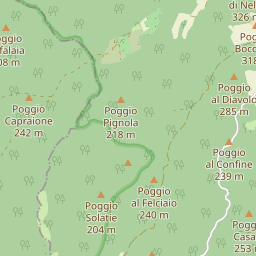 di Nel
326 m
Poggio
falaia
08 m
Poggio
Bocc
318
Poggio
al Diavolo
285 m
Poggio
Capraione
242 m
Poggio
Pignola
218 m
Poggio
al Confine
239 m
Poggio
al Felciaio
240 m
Poggio
Solatie
204 m
Poggio
Casa
253 m